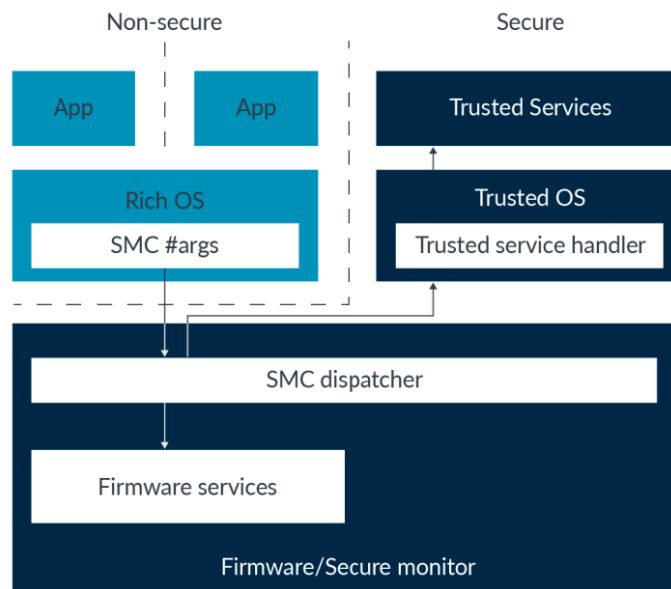 Non-secure
Secure
App
App
Trusted Services
Rich OS
SMC #args
Trusted OS
Trusted service handler
SMC dispatcher
Firmware services
Firmware/Secure monitor